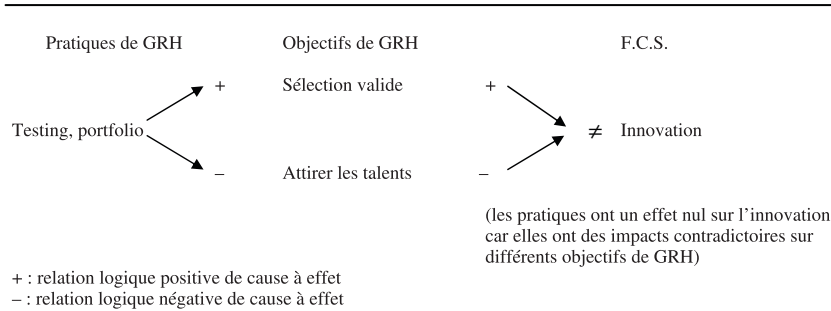 Pratiques de GRH Objectifs de GRH F.C.S.
+ Sélection valide +
Testing, portfolio ≠ Innovation
– Attirer les talents –
(les pratiques ont un effet nul sur l’innovation
car elles ont des impacts contradictoires sur
différents objectifs de GRH)
+ : relation logique positive de cause à effet
– : relation logique négative de cause à effet